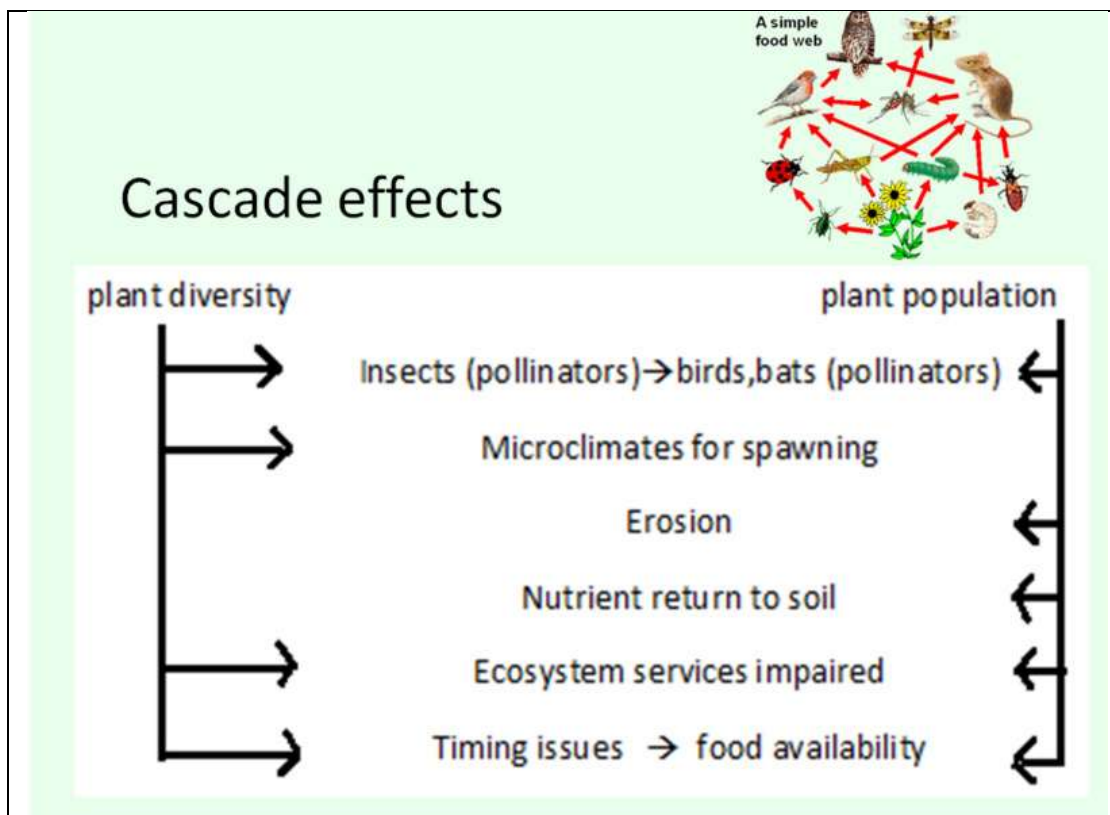 A simple
food web
Cascade effects
plant diversity
plant population
Insects (pollinators)→birds,bats (pollinators)
Microclimates for spawning
Erosion
Nutrient return to soil
Ecosystem services impaired
Timing issues → food availability